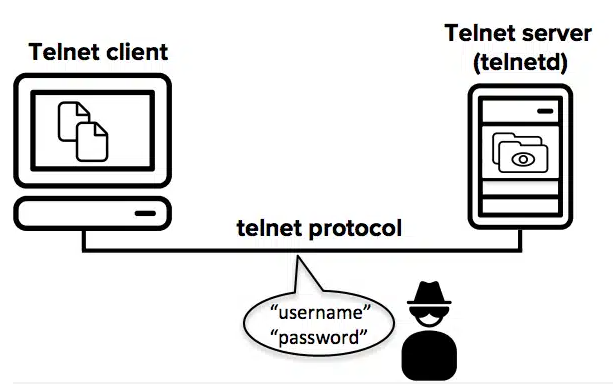 Telnet client
Telnet server
(telnetd)
telnet protocol
“username”
“password”